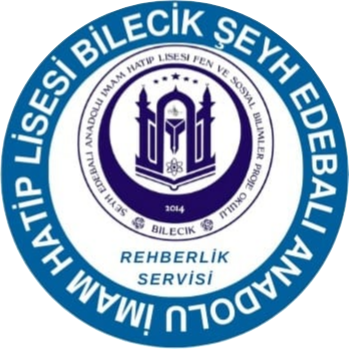 BİLECİK ŞEYH EDEBALI ANADOLU İMAM HATİP LİSESİ
ŞEYH EDEBALİ ANADOLU İMAM HATİP LİSESİ FEN VE SOSYAL BİLİMLER PROJE OKULU
2014
BİLECİK
REHBERLİK
SERVİSİ